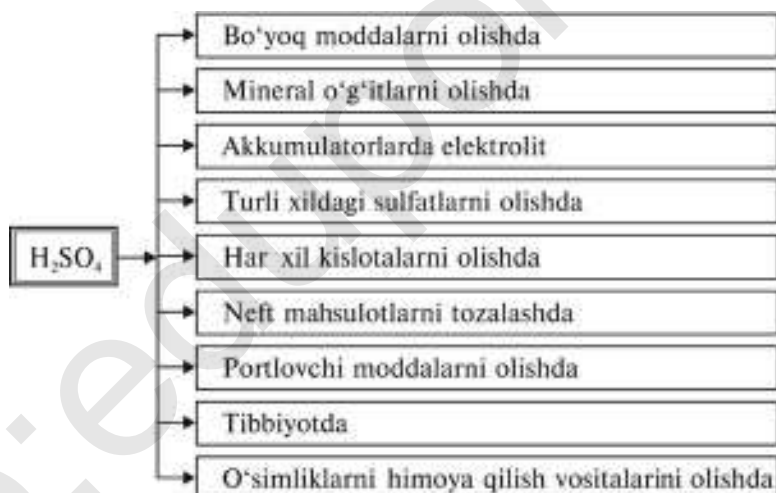 Bo‘yoq moddalarni olishda
Mineral o‘g‘itlarni olishda
Akkumulatorlarda elektrolit
Turli xildagi sulfatlarni olishda
H₂SO₄
Har xil kislotalarni olishda
Neft mahsulotlarni tozalashda
Portlovchi moddalarni olishda
Tibbiyotda
O‘simliklarni himoya qilish vositalarini olishda